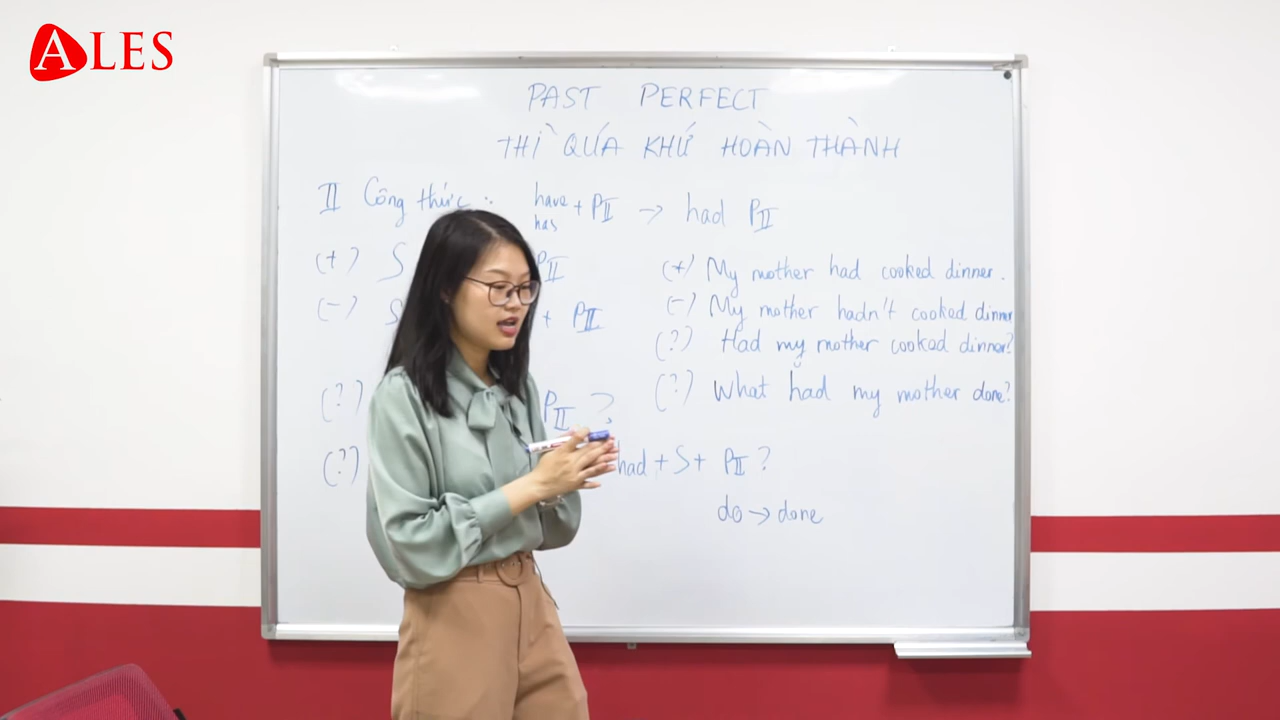 ALES
PAST PERFECT
THÌ QÚA KHỨ HOÀN THÀNH
II Công thức : have has + PII → had PII
(+) S PII
(-) S + PII
(?) PII ?
(?) had + S + PII ?
do → done
(+) My mother had cooked dinner.
(-) My mother hadn't cooked dinner
(?) Had my mother cooked dinner?
(?) What had my mother done?